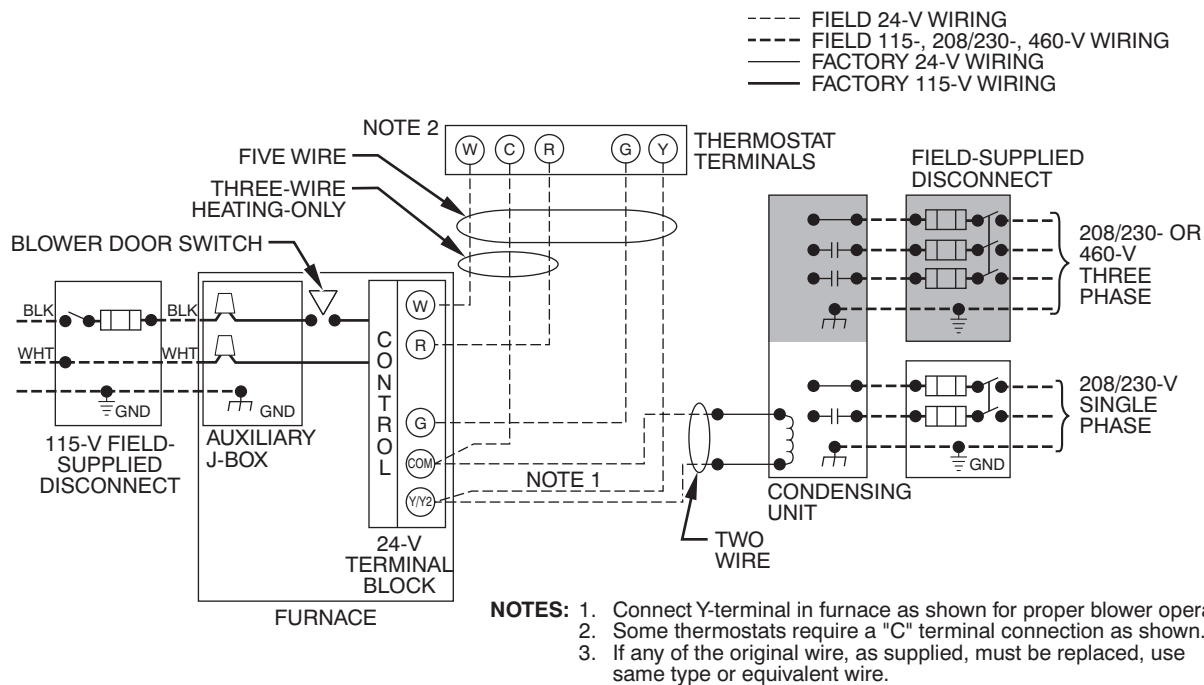 FIELD 24-V WIRING
FIELD 115-, 208/230-, 460-V WIRING
FACTORY 24-V WIRING
FACTORY 115-V WIRING
NOTE 2
W C R G Y
THERMOSTAT
TERMINALS
FIVE WIRE
THREE-WIRE
HEATING-ONLY
BLOWER DOOR SWITCH
FIELD-SUPPLIED
DISCONNECT
208/230- OR
460-V
THREE
PHASE
BLK
BLK
WHT
WHT
GND
GND
115-V FIELD-
SUPPLIED
DISCONNECT
AUXILIARY
J-BOX
CONTROL
W
R
G
COM
Y/Y2
24-V
TERMINAL
BLOCK
FURNACE
NOTE 1
TWO
WIRE
CONDENSING
UNIT
208/230-V
SINGLE
PHASE
GND
NOTES: 1. Connect Y-terminal in furnace as shown for proper blower
2. Some thermostats require a "C" terminal connection as shown.
3. If any of the original wire, as supplied, must be replaced, use
same type or equivalent wire.